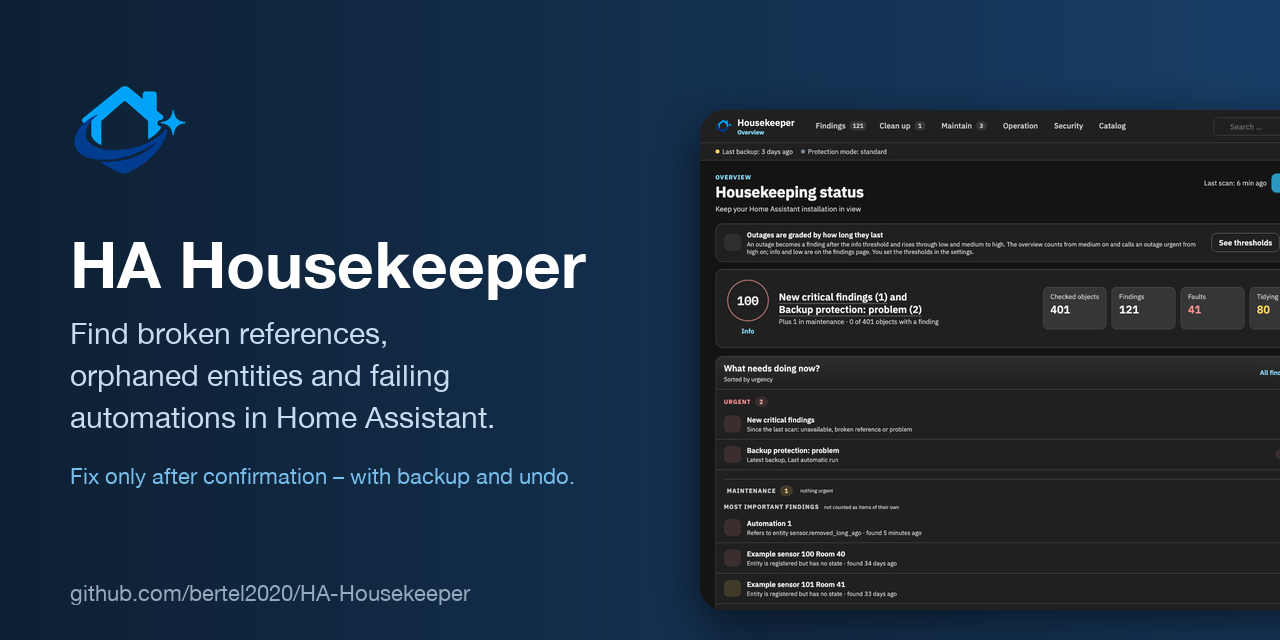 HA Housekeeper
Find broken references,
orphaned entities and failing
automations in Home Assistant.
Fix only after confirmation – with backup and undo.
github.com/bertel2020/HA-Housekeeper
Housekeeper
Overview
Findings 121 Clean up 1 Maintain 3 Operation Security Catalog
Search ...
Last backup: 3 days ago Protection mode: standard
OVERVIEW
Housekeeping status
Keep your Home Assistant installation in view
Last scan: 6 min ago
Outages are graded by how long they last
An outage becomes a finding after the info threshold and rises through low and medium to high. The overview counts from medium on and calls an outage urgent from
high on; info and low are on the findings page. You set the thresholds in the settings.
See thresholds
100
Info
New critical findings (1) and
Backup protection: problem (2)
Plus 1 in maintenance · 0 of 401 objects with a finding
Checked objects
401
Findings
121
Faults
41
Tidying
80
What needs doing now?
Sorted by urgency
All
URGENT 2
New critical findings
Since the last scan: unavailable, broken reference or problem
Backup protection: problem
Latest backup, Last automatic run
MAINTENANCE 1 nothing urgent
MOST IMPORTANT FINDINGS not counted as items of their own
Automation 1
Refers to entity sensor.removed_long_ago · found 5 minutes ago
Example sensor 100 Room 40
Entity is registered but has no state · found 34 days ago
Example sensor 101 Room 41
Entity is registered but has no state · found 33 days ago